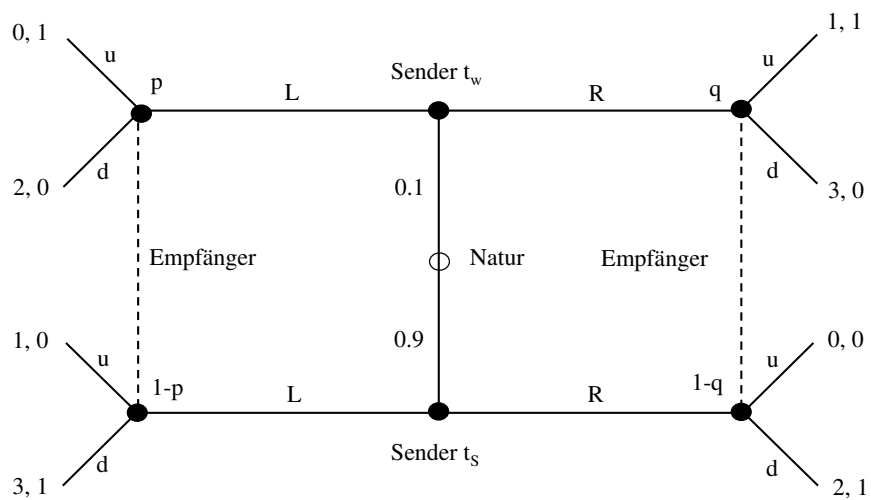 0, 1
1, 1
u
u
p
Sender t_w
q
L
R
d
d
2, 0
0.1
3, 0
Empfänger
Natur
Empfänger
1, 0
0.9
0, 0
u
u
1-p
1-q
L
R
d
Sender t_S
d
3, 1
2, 1